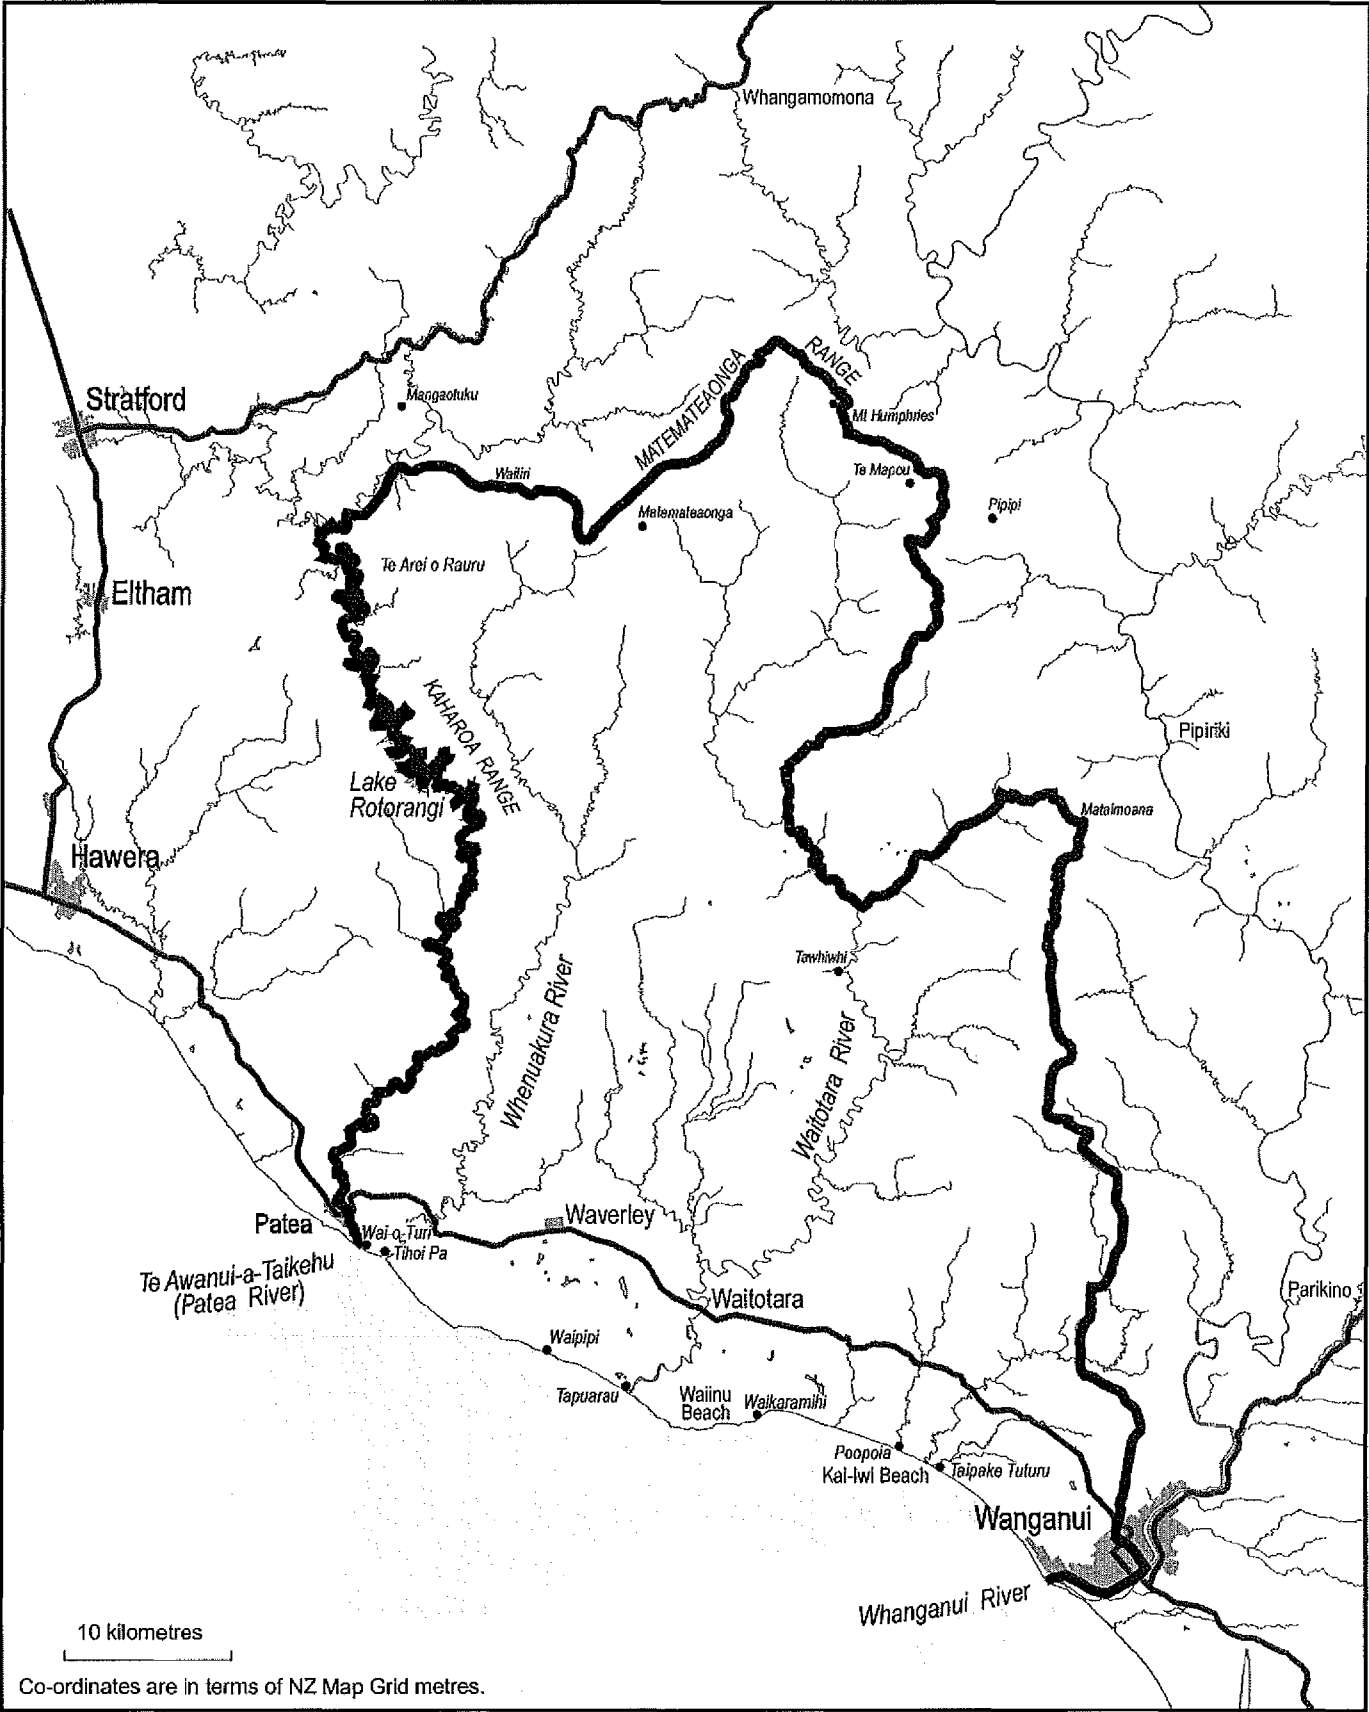 Whangamomona
MATEMATEAONGA
RANGE
Stratford
Mangaotuku
Mt Humphries
Te Mapou
Waitiri
Matemateaonga
Pipipi
Te Arei o Rauru
Eltham
KAHAROA RANGE
Pipiriki
Lake
Rotorangi
Mataimoana
Hawera
Tawhiwhi
Whenuakura River
Waitotara River
Patea
Wai-o-Turi
Tihoi Pa
Waverley
Te Awanui-a-Taikehu
(Patea River)
Waitotara
Parikino
Waipipi
Tapuarau
Waiinu
Beach
Waikaramihi
Poopoia
Kai-Iwi Beach
Taipake Tuturu
Wanganui
Whanganui River
10 kilometres
Co-ordinates are in terms of NZ Map Grid metres.